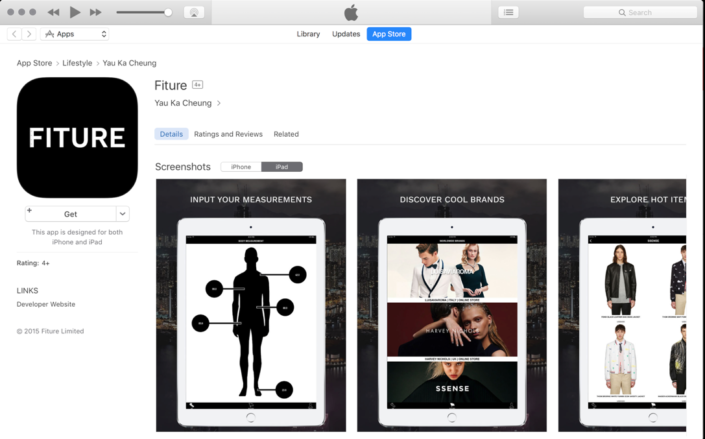 Search
Apps
Library Updates App Store
App Store > Lifestyle > Yau Ka Cheung
Fiture 4+
Yau Ka Cheung >
FITURE
Details Ratings and Reviews Related
Screenshots iPhone iPad
+ Get
This app is designed for both
iPhone and iPad
Rating: 4+
LINKS
Developer Website
© 2015 Fiture Limited
INPUT YOUR MEASUREMENTS
DISCOVER COOL BRANDS
HARVEY NICHOLS
SSENSE
EXPLORE HOT ITEM
SSENSE